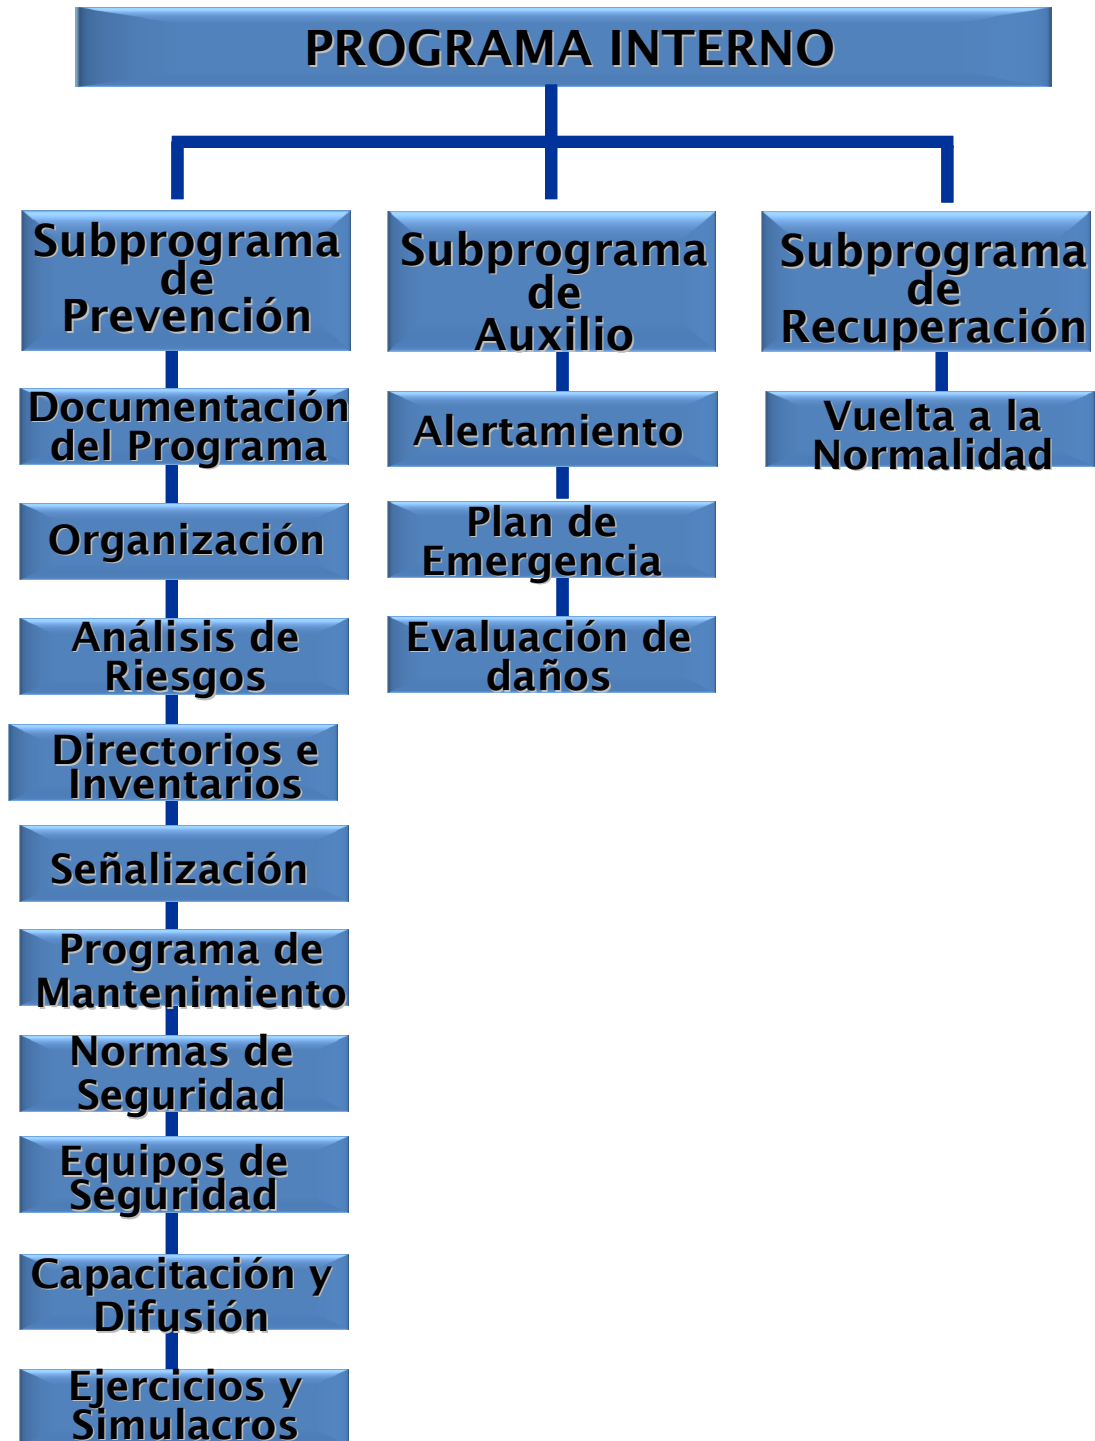 PROGRAMA INTERNO
Subprograma
de
Prevención
Documentación
del Programa
Organización
Análisis de
Riesgos
Directorios e
Inventarios
Señalización
Programa de
Mantenimiento
Normas de
Seguridad
Equipos de
Seguridad
Capacitación y
Difusión
Ejercicios y
Simulacros
Subprograma
de
Auxilio
Alertamiento
Plan de
Emergencia
Evaluación de
daños
Subprograma
de
Recuperación
Vuelta a la
Normalidad